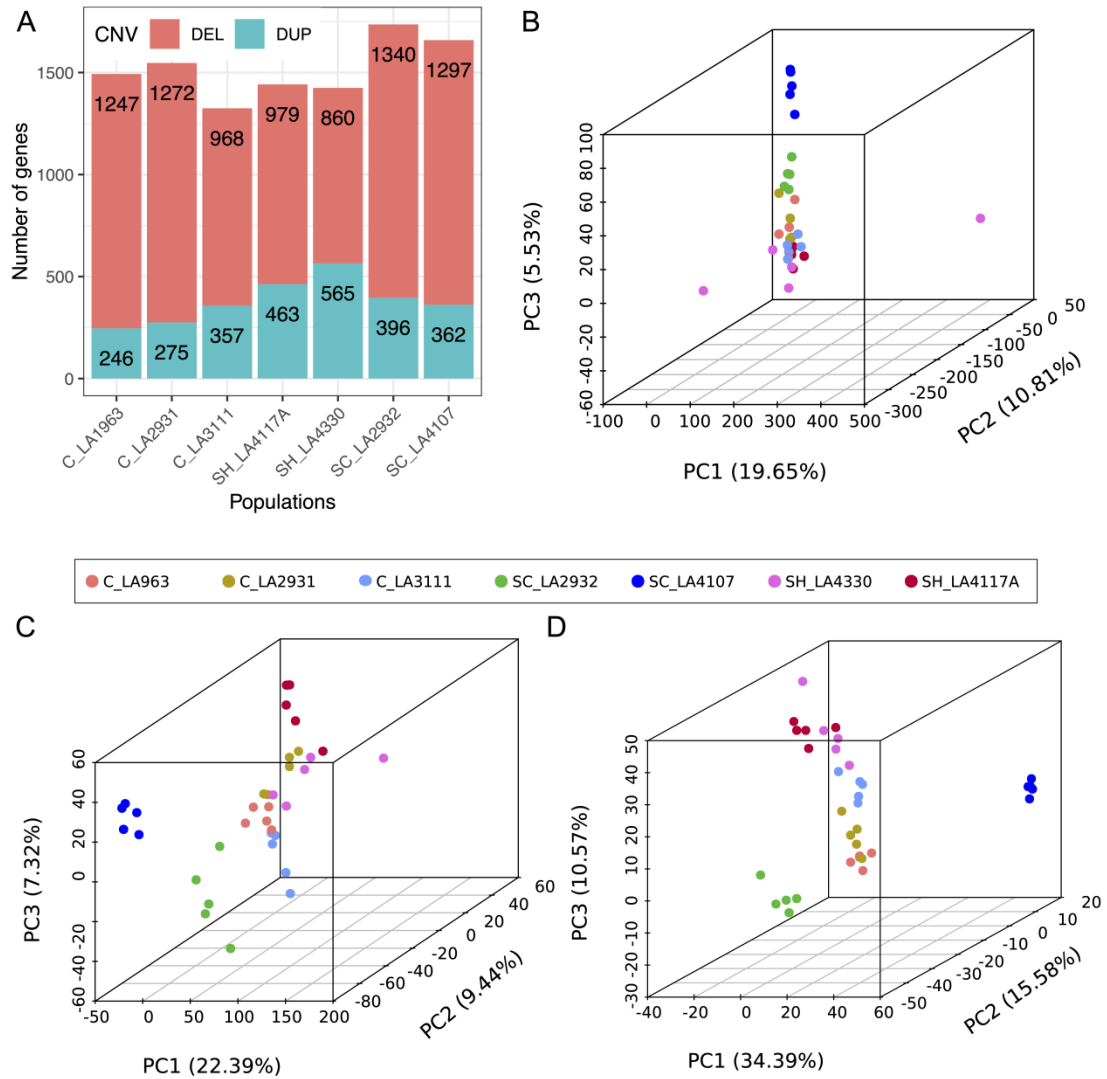 A
CNV DEL DUP
Number of genes
1500
1000
500
0
1247
1272
968
979
860
1340
1297
246
275
357
463
565
396
362
C_LA1963
C_LA2931
C_LA3111
SH_LA4117A
SH_LA4330
SC_LA2932
SC_LA4107
Populations
B
PC3 (5.53%)
100
80
60
40
20
0
-20
-40
-60
-100 0 100 200 300 400 500
PC1 (19.65%)
-300
-250
-200
-150
-100
-50
0
50
PC2 (10.81%)
C_LA963 C_LA2931 C_LA3111 SC_LA2932 SC_LA4107 SH_LA4330 SH_LA4117A
C
PC3 (7.32%)
60
40
20
0
-20
-40
-60
-50 0 50 100 150 200
PC1 (22.39%)
-80
-60
-40
-20
0
20
40
60
PC2 (9.44%)
D
PC3 (10.57%)
50
40
30
20
10
0
-10
-20
-30
-40 -20 0 20 40 60
PC1 (34.39%)
-50
-40
-30
-20
-10
0
10
20
PC2 (15.58%)